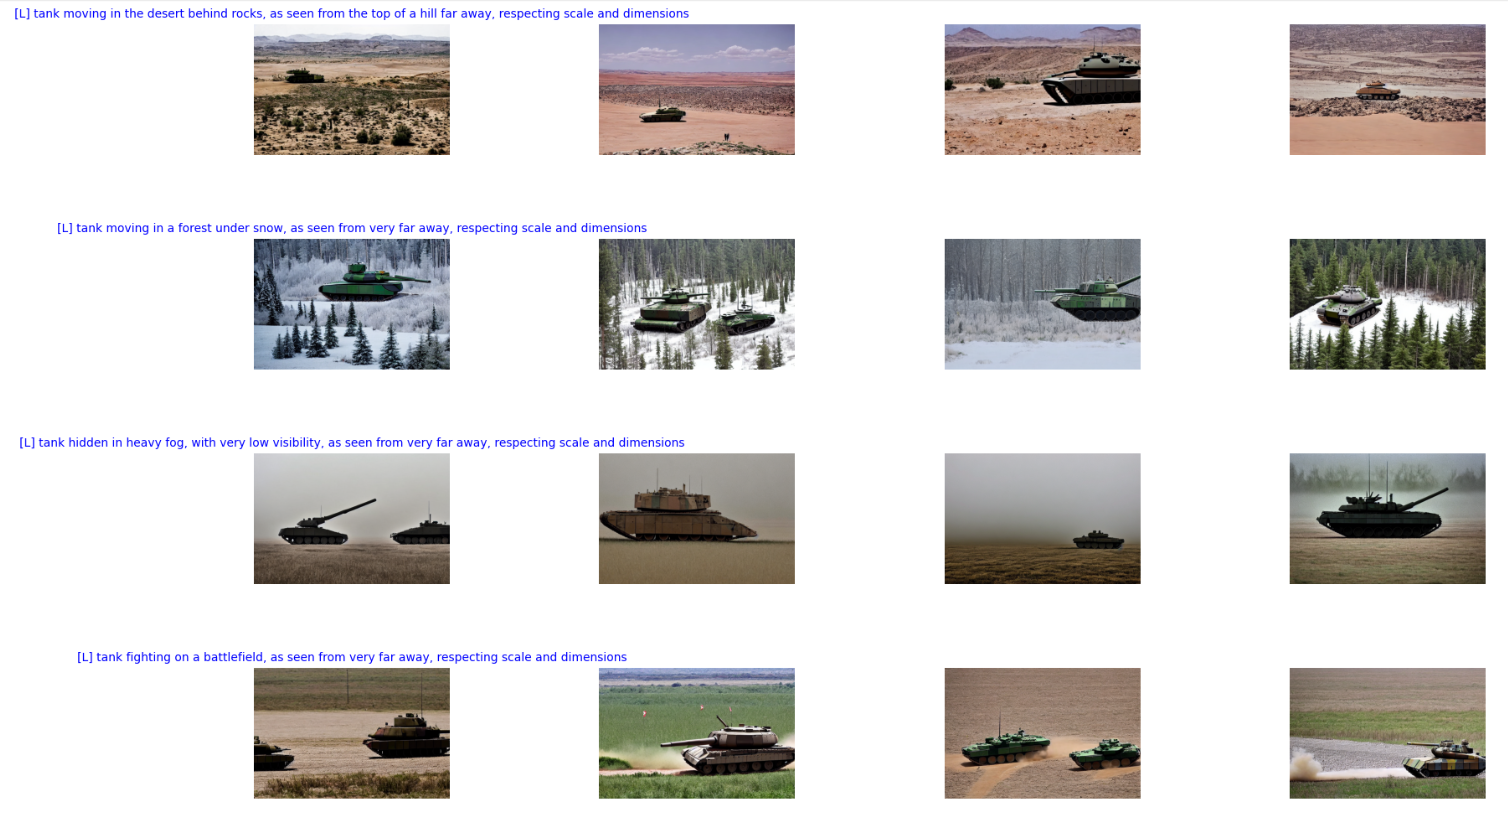 [L] tank moving in the desert behind rocks, as seen from the top of a hill far away, respecting scale and dimensions
[L] tank moving in a forest under snow, as seen from very far away, respecting scale and dimensions
[L] tank hidden in heavy fog, with very low visibility, as seen from very far away, respecting scale and dimensions
[L] tank fighting on a battlefield, as seen from very far away, respecting scale and dimensions